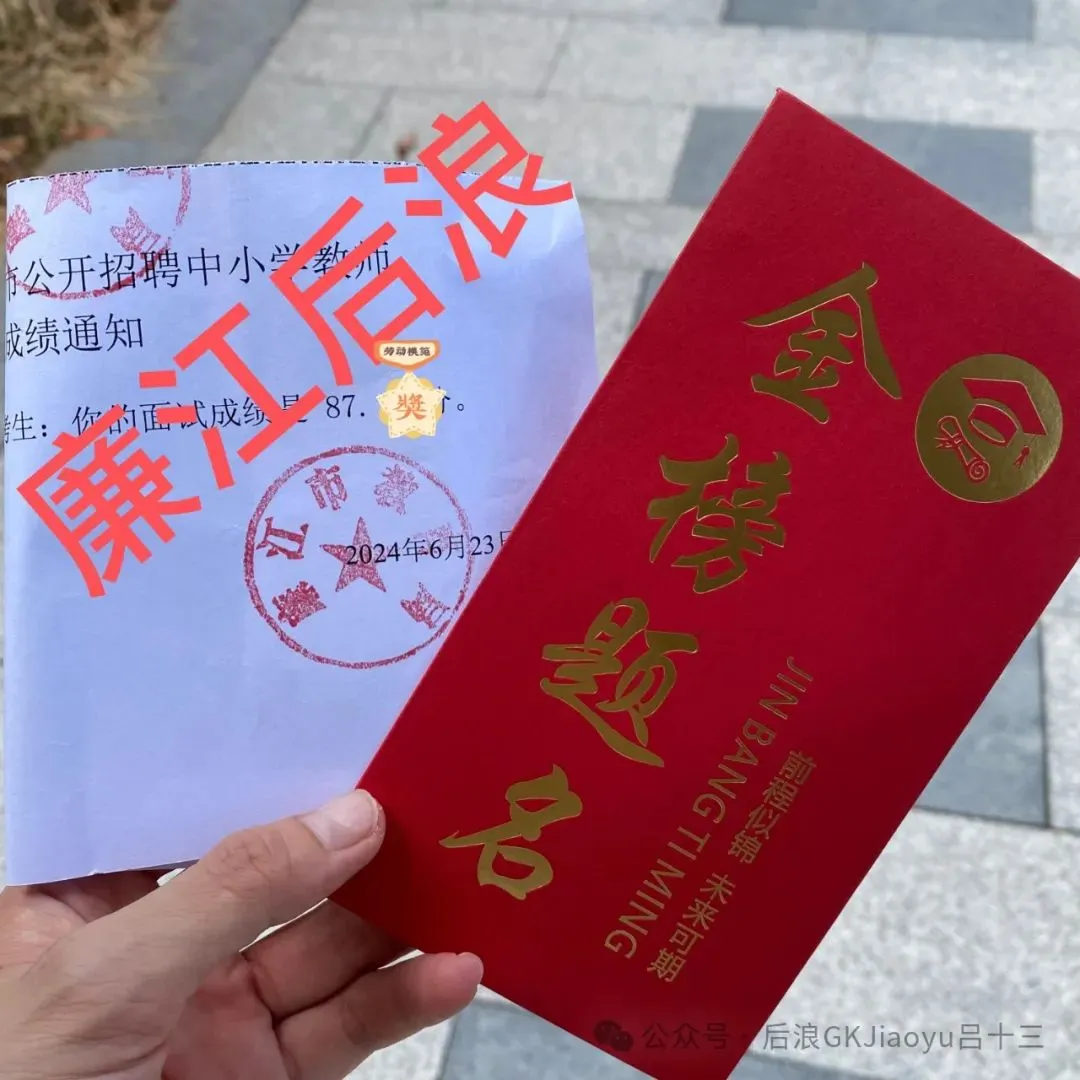 市公开招聘中小学教师
成绩通知
考生：你的面试成绩是 87.
分。
劳动模范
奖
廉江市教
局
2024年6月23日
廉江后浪
金榜题名
JIN BANG TI MING
前程似锦 未来可期
公众号·后浪GKJiaoyu吕十三